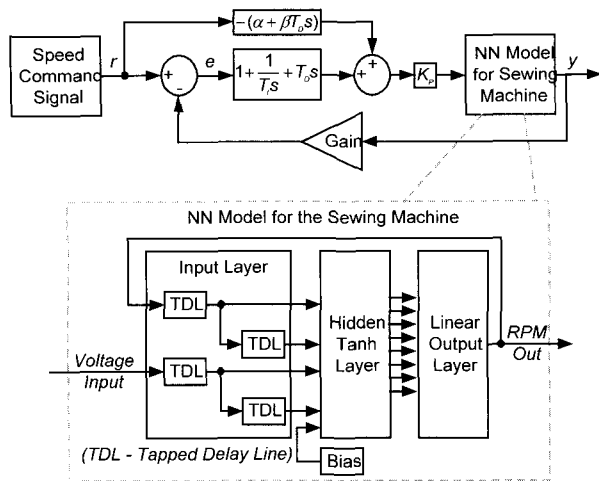 −(α + βT_D s)
Speed
Command
Signal
r
+
-
e
1 + 1/(T_I s) + T_D s
+
+
K_P
NN Model
for Sewing
Machine
y
Gain
NN Model for the Sewing Machine
Input Layer
TDL
TDL
Voltage
Input
TDL
TDL
Hidden
Tanh
Layer
Linear
Output
Layer
RPM
Out
(TDL - Tapped Delay Line)
Bias